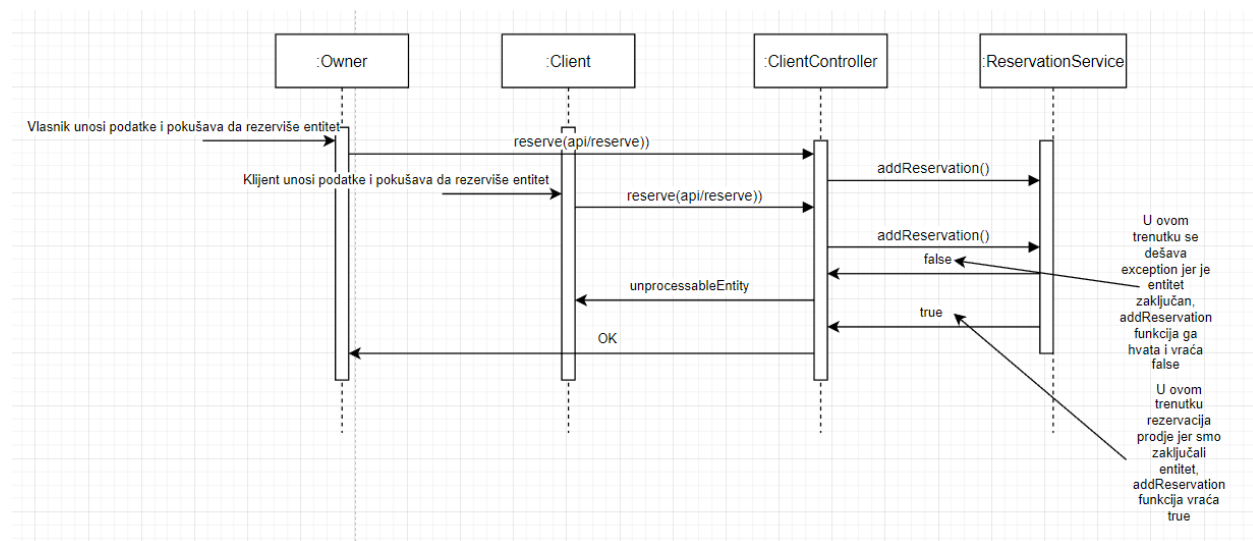 :Owner
:Client
:ClientController
:ReservationService
Vlasnik unosi podatke i pokušava da rezerviše entitet
reserve(api/reserve))
addReservation()
Klijent unosi podatke i pokušava da rezerviše entitet
reserve(api/reserve))
addReservation()
false
unprocessableEntity
true
OK
U ovom
trenutku se
dešava
exception jer je
entitet
zaključan,
addReservation
funkcija ga
hvata i vraća
false
U ovom
trenutku
rezervacija
prodje jer smo
zaključali
entitet,
addReservation
funkcija vraća
true